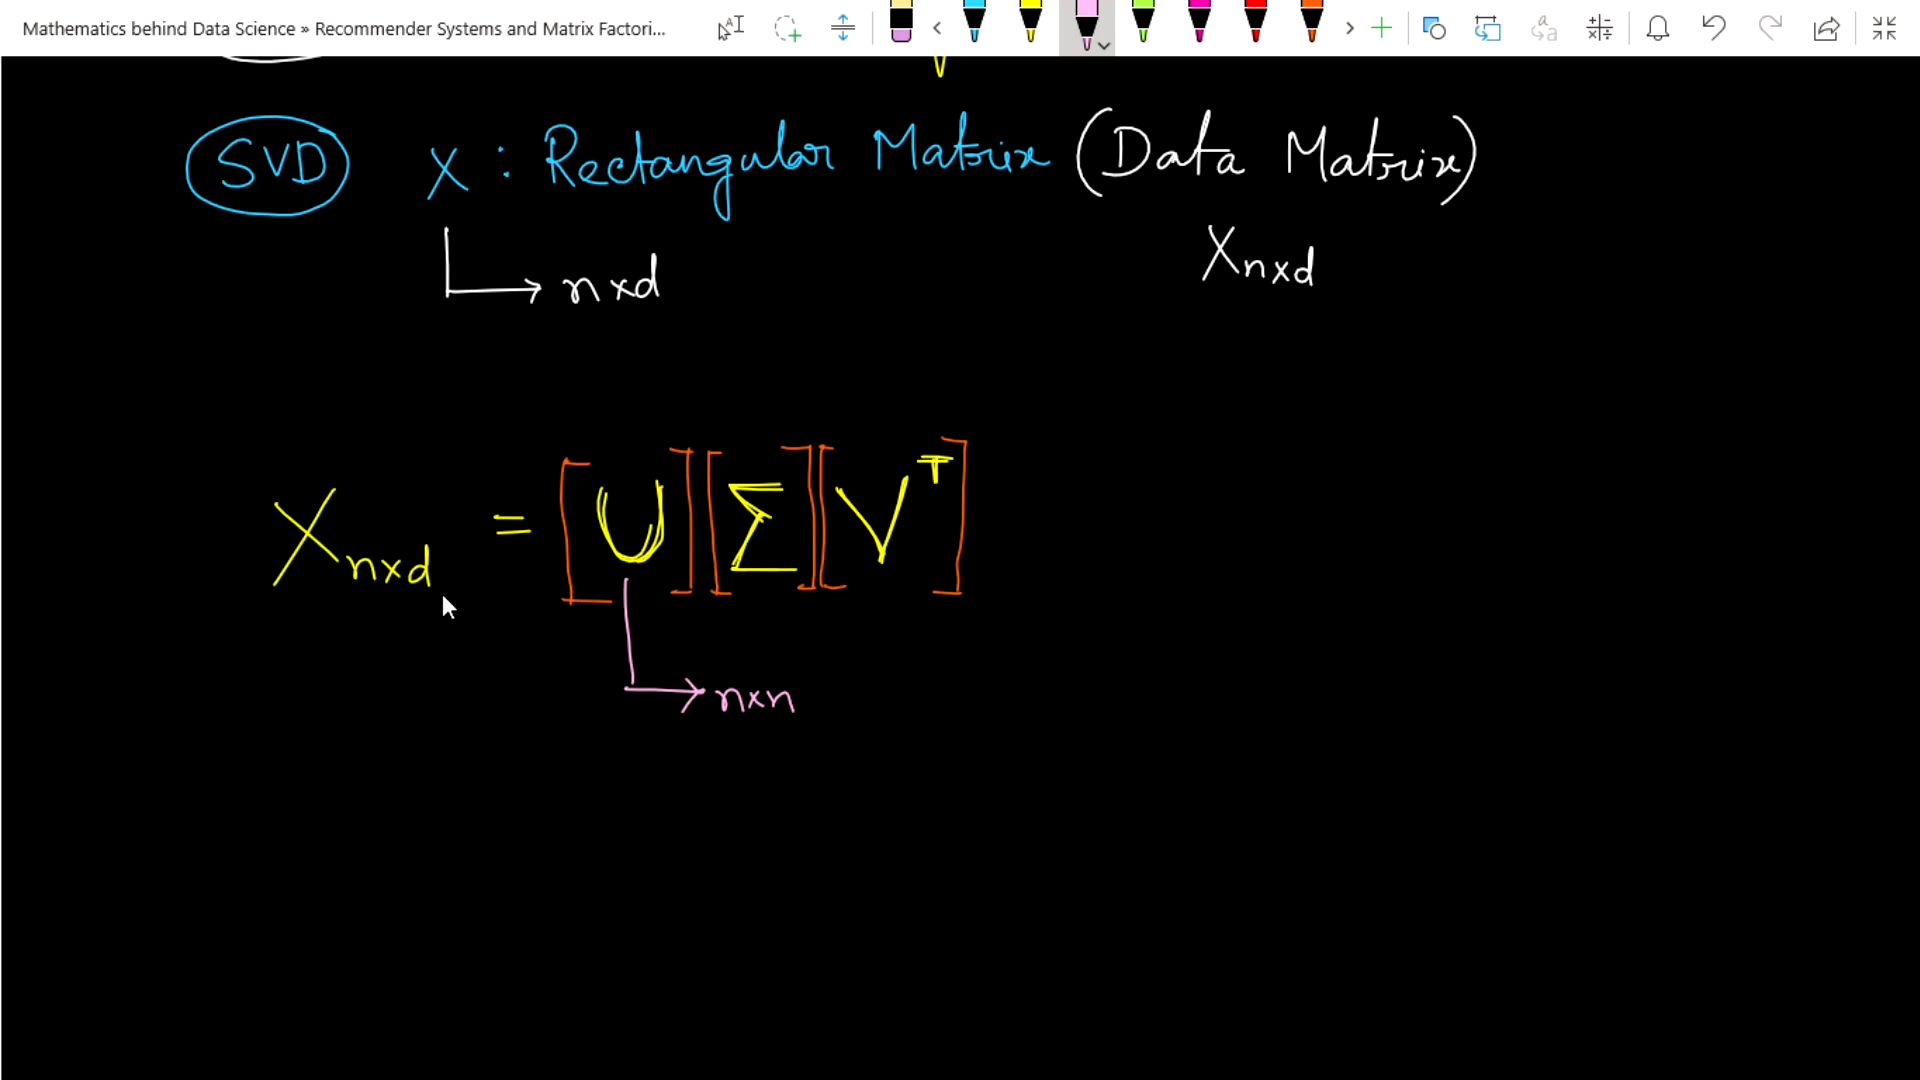 Mathematics behind Data Science » Recommender Systems and Matrix Factori...
SVD X : Rectangular Matrix (Data Matrix)
n×d X n×d
X n×d = [U][Σ][V^T]
n×n